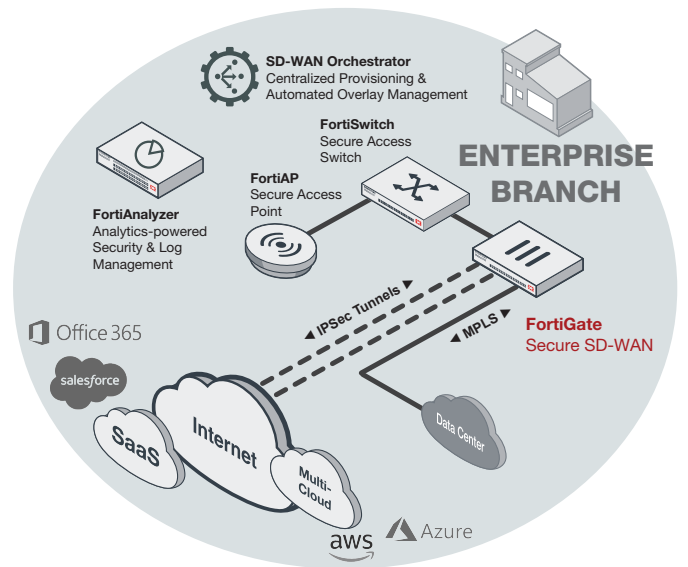 SD-WAN Orchestrator
Centralized Provisioning &
Automated Overlay Management
FortiSwitch
Secure Access
Switch
ENTERPRISE
BRANCH
FortiAP
Secure Access
Point
FortiAnalyzer
Analytics-powered
Security & Log
Management
◄ IPSec Tunnels ►
◄ MPLS ►
FortiGate
Secure SD-WAN
Office 365
salesforce
SaaS
Internet
Multi-
Cloud
Data Center
aws
Azure